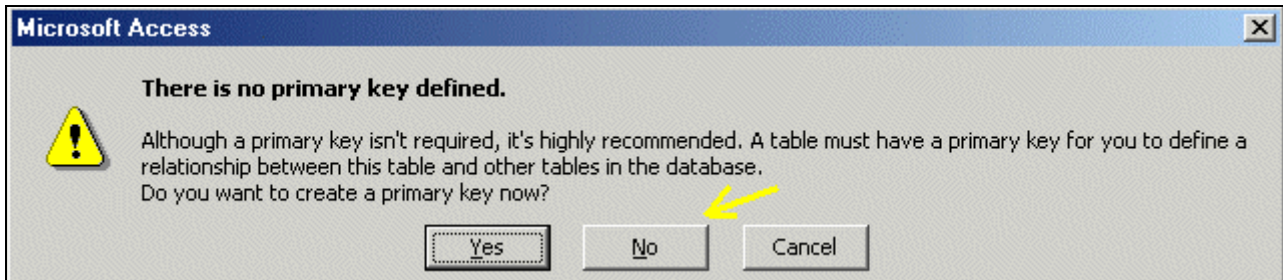 Microsoft Access
There is no primary key defined.
Although a primary key isn't required, it's highly recommended. A table must have a primary key for you to define a
relationship between this table and other tables in the database.
Do you want to create a primary key now?
Yes No Cancel